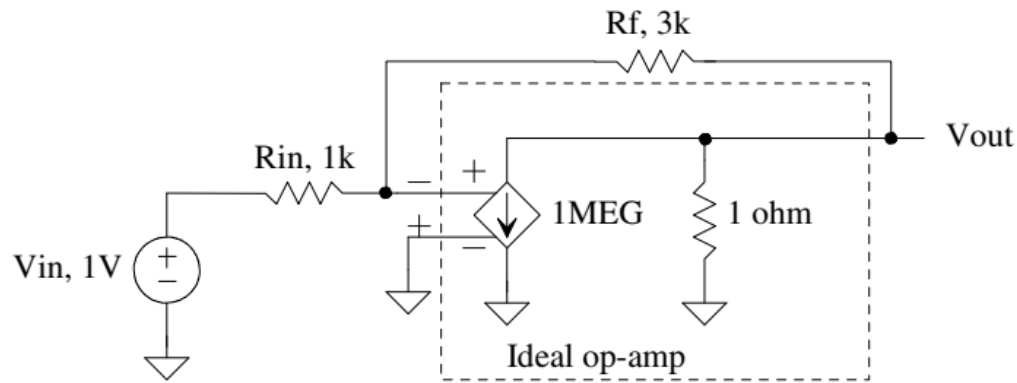 Rf, 3k
Vout
Rin, 1k
− +
1MEG
1 ohm
+ −
Vin, 1V
+
−
Ideal op-amp